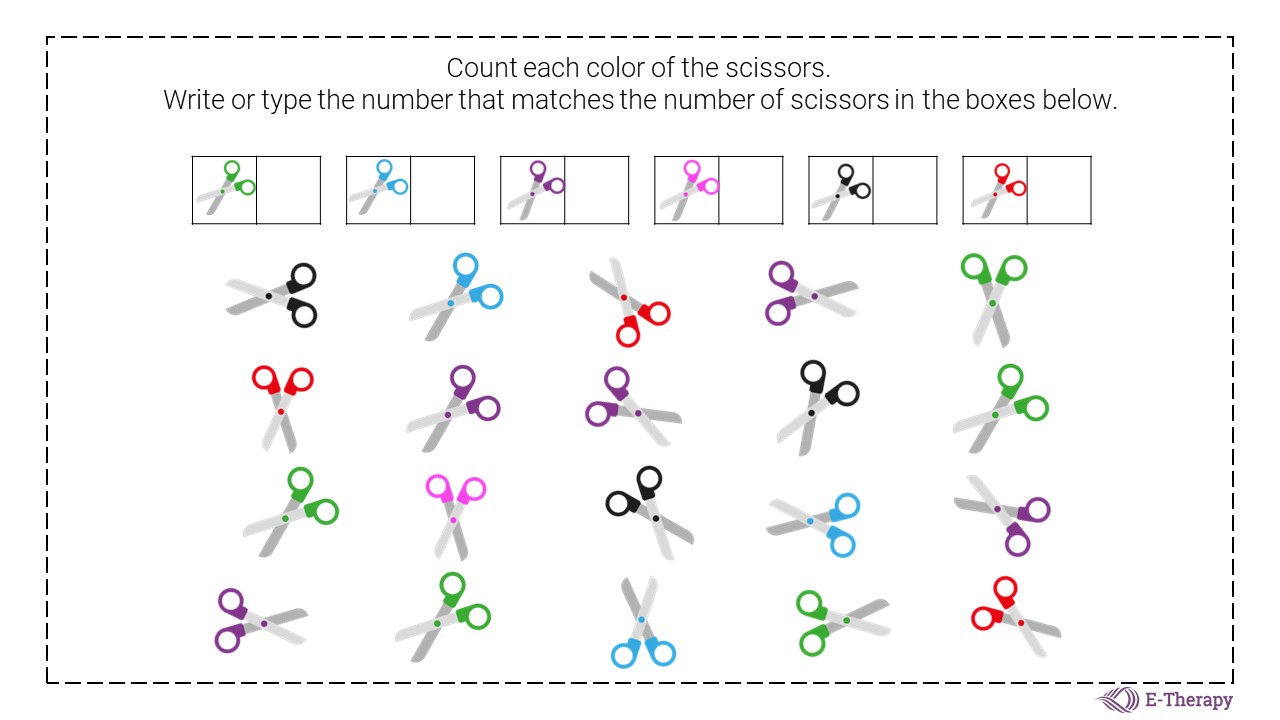 Count each color of the scissors.
Write or type the number that matches the number of scissors in the boxes below.
E-Therapy